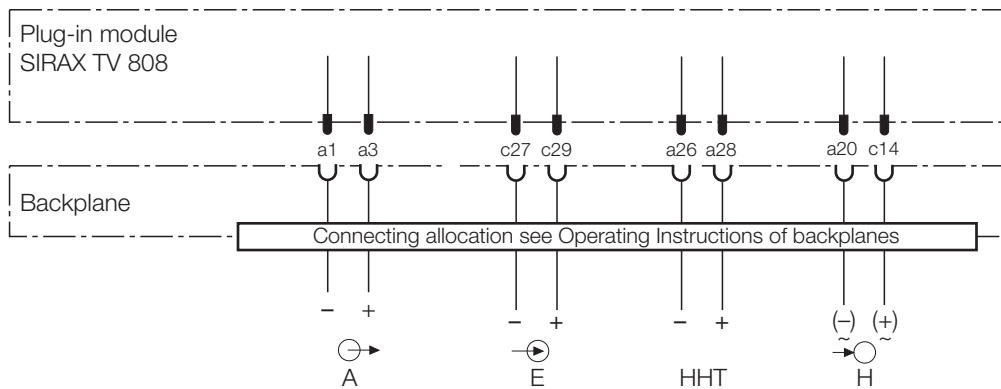 Plug-in module
SIRAX TV 808
a1 a3 c27 c29 a26 a28 a20 c14
Backplane
Connecting allocation see Operating Instructions of backplanes
− + − + − + (−) (+)
~ ~
A E HHT H